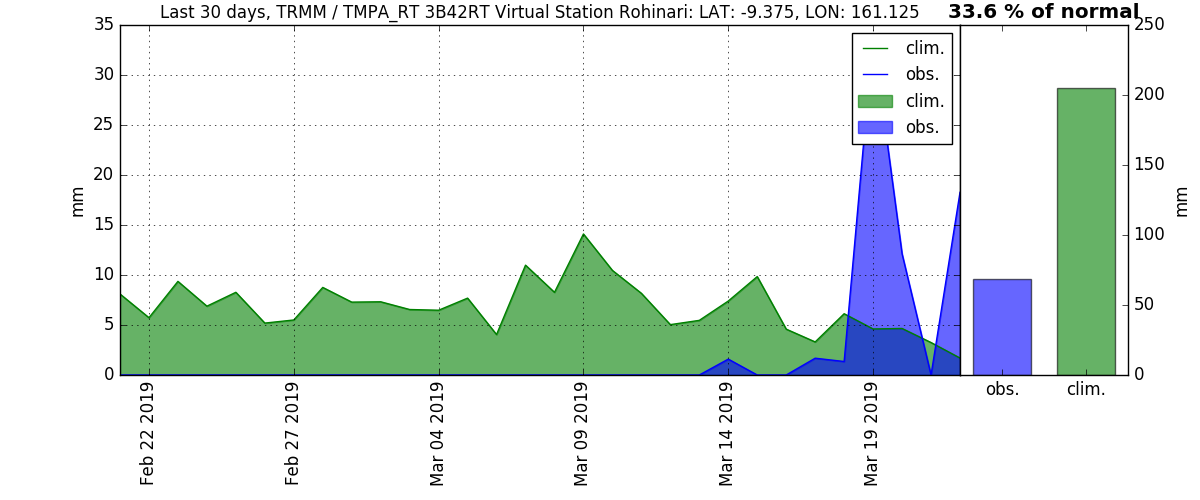 Last 30 days, TRMM / TMPA_RT 3B42RT Virtual Station Rohinari: LAT: -9.375, LON: 161.125
33.6 % of normal
35
30
25
20
15
10
5
0
mm
clim.
obs.
clim.
obs.
250
200
150
100
50
0
mm
obs.
clim.
Feb 22 2019
Feb 27 2019
Mar 04 2019
Mar 09 2019
Mar 14 2019
Mar 19 2019